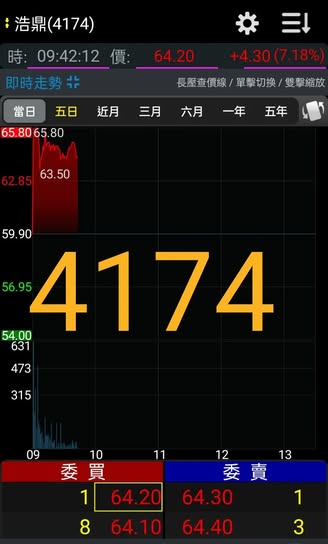 浩鼎(4174)
時: 09:42:12 價: 64.20 +4.30 (7.18%)
即時走勢 長壓查價線 / 單擊切換 / 雙擊縮放
當日 五日 近月 三月 六月 一年 五年
65.80 65.80
63.50
62.85
59.90
4174
56.95
54.00
631
473
315
09 10 11 12 13
委買 委賣
1 64.20 64.30 1
8 64.10 64.40 3